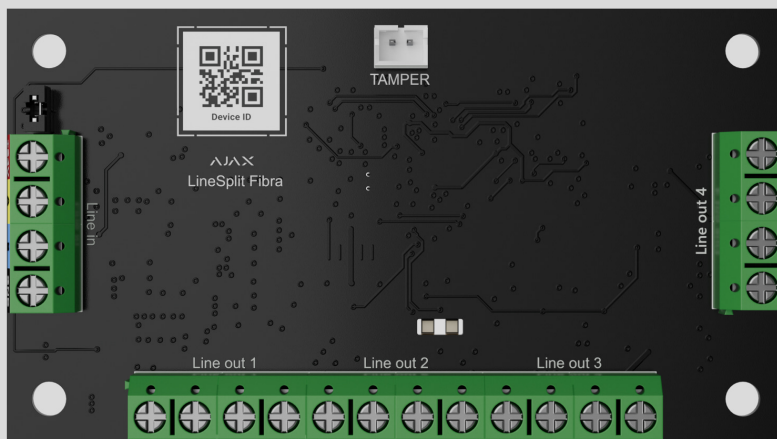 TAMPER
Device ID
AJAX
LineSplit Fibra
Line in
Line out 4
Line out 1
Line out 2
Line out 3